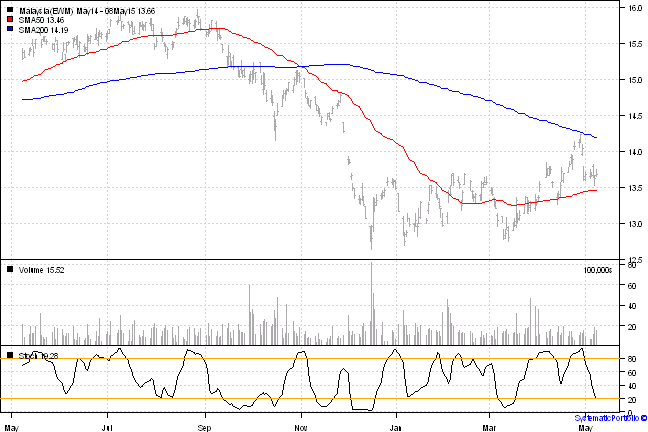 Malaysia(EWM) May14 - 08May15 13.66
SMA50 13.46
SMA200 14.19
16.0
15.5
15.0
14.5
14.0
13.5
13.0
12.5
Volume 15.52
100,000s
80
60
40
20
Stoch 19.28
80
60
40
20
0
May
Jul
Sep
Nov
Jan
Mar
May
SystematicPortfolio ©